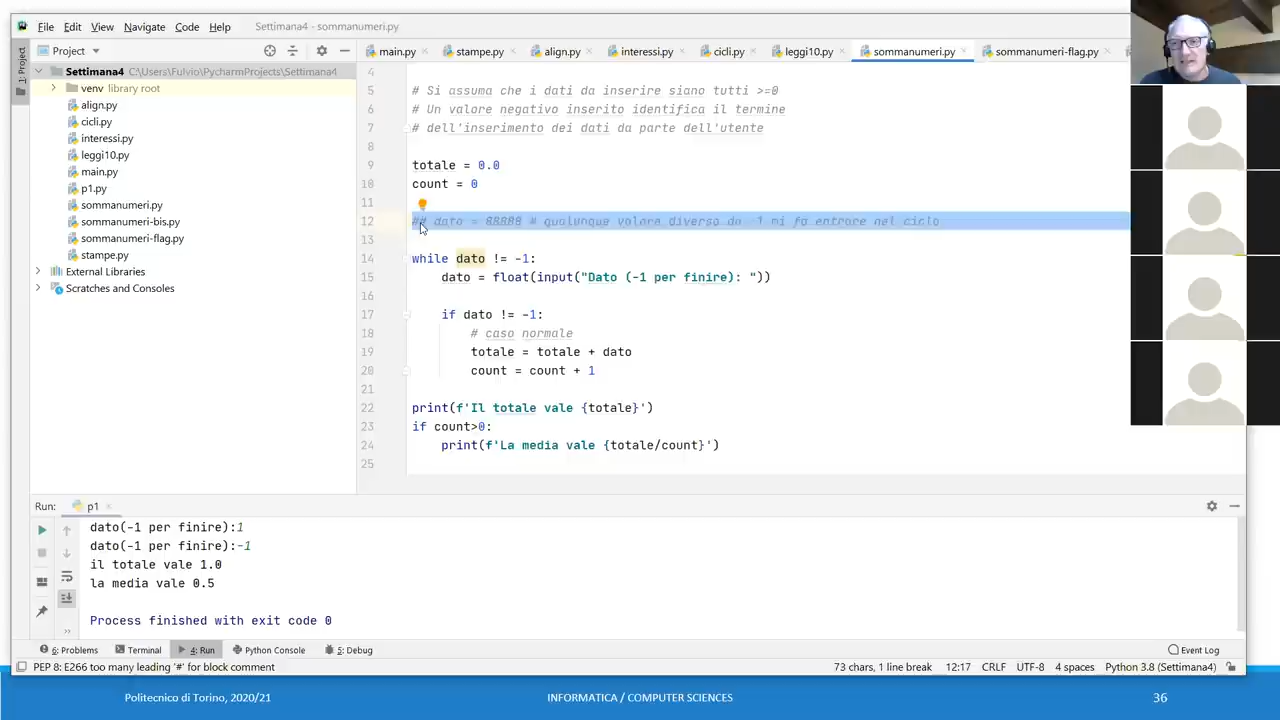 File Edit View Navigate Code Help Settimana4 - sommanumeri.py
Project
main.py stampe.py align.py interessi.py cicli.py leggi10.py sommanumeri.py sommanumeri-flag.py
1: Project
Settimana4 C:\Users\Fulvio\PycharmProjects\Settimana4
venv library root
align.py
cicli.py
interessi.py
leggi10.py
main.py
p1.py
sommanumeri.py
sommanumeri-bis.py
sommanumeri-flag.py
stampe.py
External Libraries
Scratches and Consoles
4
5 # Si assuma che i dati da inserire siano tutti >=0
6 # Un valore negativo inserito identifica il termine
7 # dell'inserimento dei dati da parte dell'utente
8
9 totale = 0.0
10 count = 0
11
12 ## dato = 88888 # qualunque valore diverso da -1 mi fa entrare nel ciclo
13
14 while dato != -1:
15 dato = float(input("Dato (-1 per finire): "))
16
17 if dato != -1:
18 # caso normale
19 totale = totale + dato
20 count = count + 1
21
22 print(f'Il totale vale {totale}')
23 if count>0:
24 print(f'La media vale {totale/count}')
25
Run: p1
dato(-1 per finire):1
dato(-1 per finire):-1
il totale vale 1.0
la media vale 0.5
Process finished with exit code 0
6: Problems Terminal 4: Run Python Console 5: Debug Event Log
PEP 8: E266 too many leading '#' for block comment 73 chars, 1 line break 12:17 CRLF UTF-8 4 spaces Python 3.8 (Settimana4)
Politecnico di Torino, 2020/21 INFORMATICA / COMPUTER SCIENCES 36